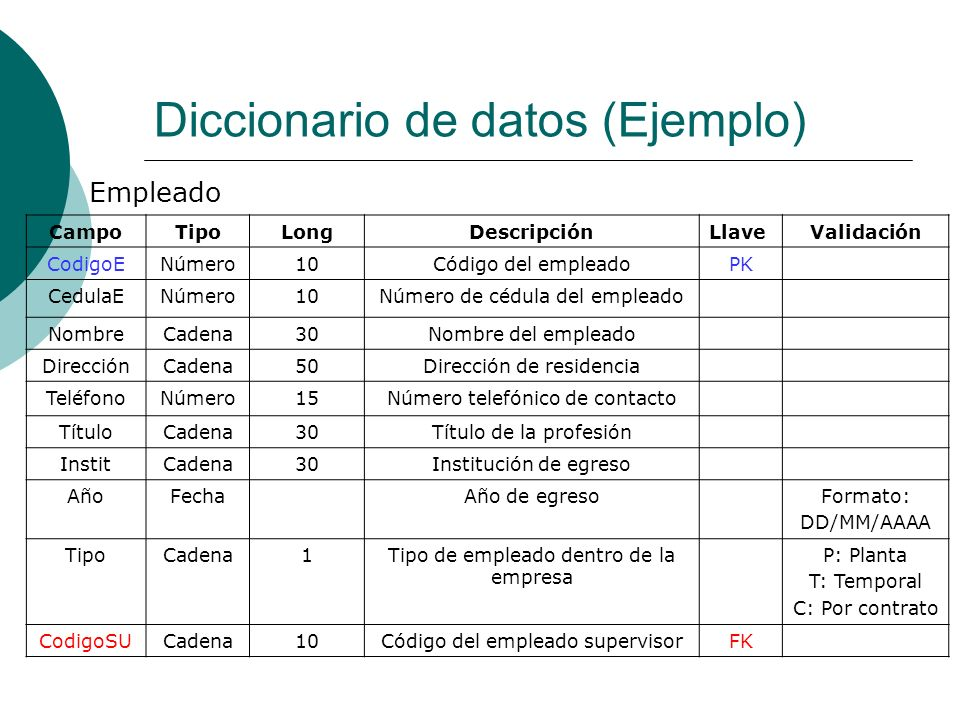 Diccionario de datos (Ejemplo)
Empleado
Campo Tipo Long Descripción Llave Validación
CodigoE Número 10 Código del empleado PK
CedulaE Número 10 Número de cédula del empleado
Nombre Cadena 30 Nombre del empleado
Dirección Cadena 50 Dirección de residencia
Teléfono Número 15 Número telefónico de contacto
Título Cadena 30 Título de la profesión
Instit Cadena 30 Institución de egreso
Año Fecha Año de egreso Formato:
DD/MM/AAAA
Tipo Cadena 1 Tipo de empleado dentro de la
empresa
P: Planta
T: Temporal
C: Por contrato
CodigoSU Cadena 10 Código del empleado supervisor FK